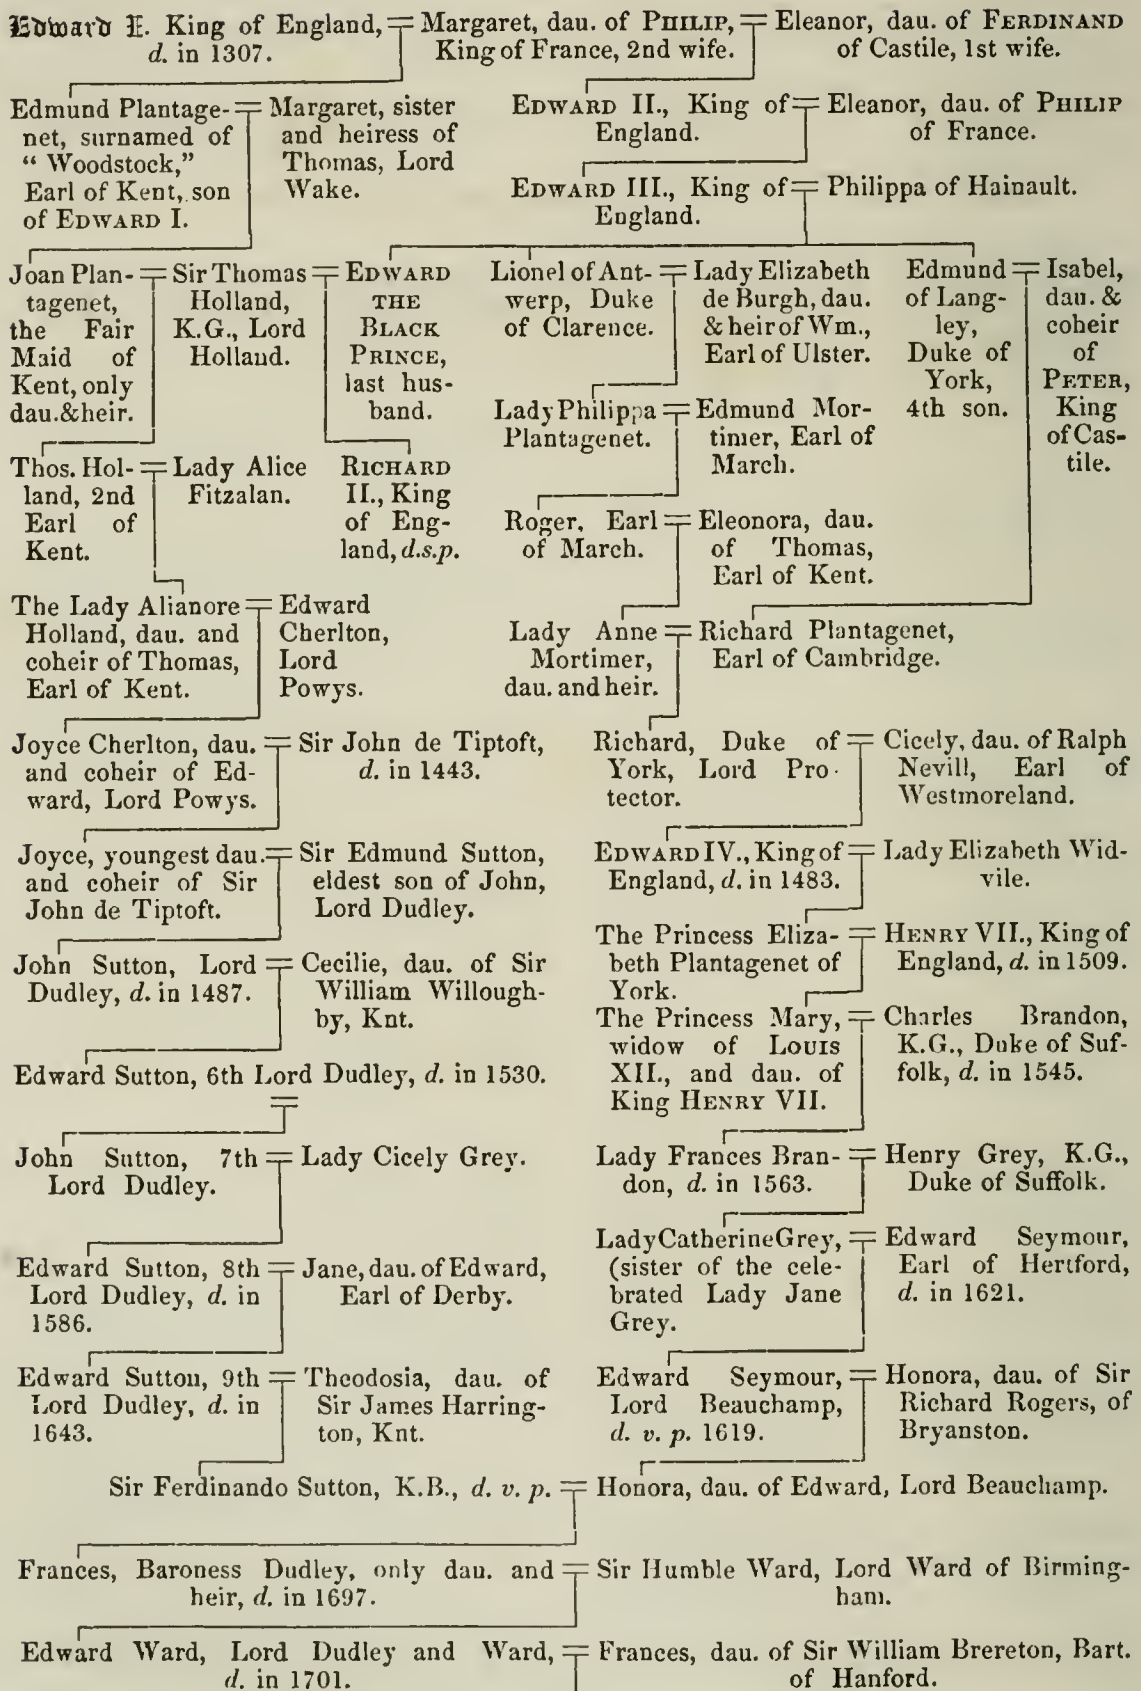 Edward I. King of England,
d. in 1307.
Margaret, dau. of PHILIP,
King of France, 2nd wife.
Eleanor, dau. of FERDINAND
of Castile, 1st wife.
Edmund Plantage-
net, surnamed of
“ Woodstock,”
Earl of Kent, son
of EDWARD I.
Margaret, sister
and heiress of
Thomas, Lord
Wake.
EDWARD II., King of
England.
Eleanor, dau. of PHILIP
of France.
EDWARD III., King of
England.
Philippa of Hainault.
Joan Plan-
tagenet,
the Fair
Maid of
Kent, only
dau.&heir.
Sir Thomas
Holland,
K.G., Lord
Holland.
EDWARD
THE
BLACK
PRINCE,
last hus-
band.
Lionel of Ant-
werp, Duke
of Clarence.
Lady Elizabeth
de Burgh, dau.
& heir of Wm.,
Earl of Ulster.
Edmund
of Lang-
ley,
Duke of
York,
4th son.
Isabel,
dau. &
coheir
of
PETER,
King
of Cas-
tile.
Lady Philippa
Plantagenet.
Edmund Mor-
timer, Earl of
March.
Thos. Hol-
land, 2nd
Earl of
Kent.
Lady Alice
Fitzalan.
RICHARD
II., King
of Eng-
land, d.s.p.
Roger, Earl
of March.
Eleonora, dau.
of Thomas,
Earl of Kent.
The Lady Alianore
Holland, dau. and
coheir of Thomas,
Earl of Kent.
Edward
Cherlton,
Lord
Powys.
Lady Anne
Mortimer,
dau. and heir.
Richard Plantagenet,
Earl of Cambridge.
Joyce Cherlton, dau.
and coheir of Ed-
ward, Lord Powys.
Sir John de Tiptoft,
d. in 1443.
Richard, Duke of
York, Lord Pro-
tector.
Cicely, dau. of Ralph
Nevill, Earl of
Westmoreland.
Joyce, youngest dau.
and coheir of Sir
John de Tiptoft.
Sir Edmund Sutton,
eldest son of John,
Lord Dudley.
EDWARD IV., King of
England, d. in 1483.
Lady Elizabeth Wid-
vile.
John Sutton, Lord
Dudley, d. in 1487.
Cecilie, dau. of Sir
William Willough-
by, Knt.
The Princess Eliza-
beth Plantagenet of
York.
HENRY VII., King of
England, d. in 1509.
The Princess Mary,
widow of LOUIS
XII., and dau. of
King HENRY VII.
Charles Brandon,
K.G., Duke of Suf-
folk, d. in 1545.
Edward Sutton, 6th Lord Dudley, d. in 1530.
John Sutton, 7th
Lord Dudley.
Lady Cicely Grey.
Lady Frances Bran-
don, d. in 1563.
Henry Grey, K.G.,
Duke of Suffolk.
Lady Catherine Grey,
(sister of the cele-
brated Lady Jane
Grey.
Edward Seymour,
Earl of Hertford,
d. in 1621.
Edward Sutton, 8th
Lord Dudley, d. in
1586.
Jane, dau. of Edward,
Earl of Derby.
Edward Sutton, 9th
Lord Dudley, d. in
1643.
Theodosia, dau. of
Sir James Harring-
ton, Knt.
Edward Seymour,
Lord Beauchamp,
d. v. p. 1619.
Honora, dau. of Sir
Richard Rogers, of
Bryanston.
Sir Ferdinando Sutton, K.B., d. v. p.
Honora, dau. of Edward, Lord Beauchamp.
Frances, Baroness Dudley, only dau. and
heir, d. in 1697.
Sir Humble Ward, Lord Ward of Birming-
ham.
Edward Ward, Lord Dudley and Ward,
d. in 1701.
Frances, dau. of Sir William Brereton, Bart.
of Hanford.